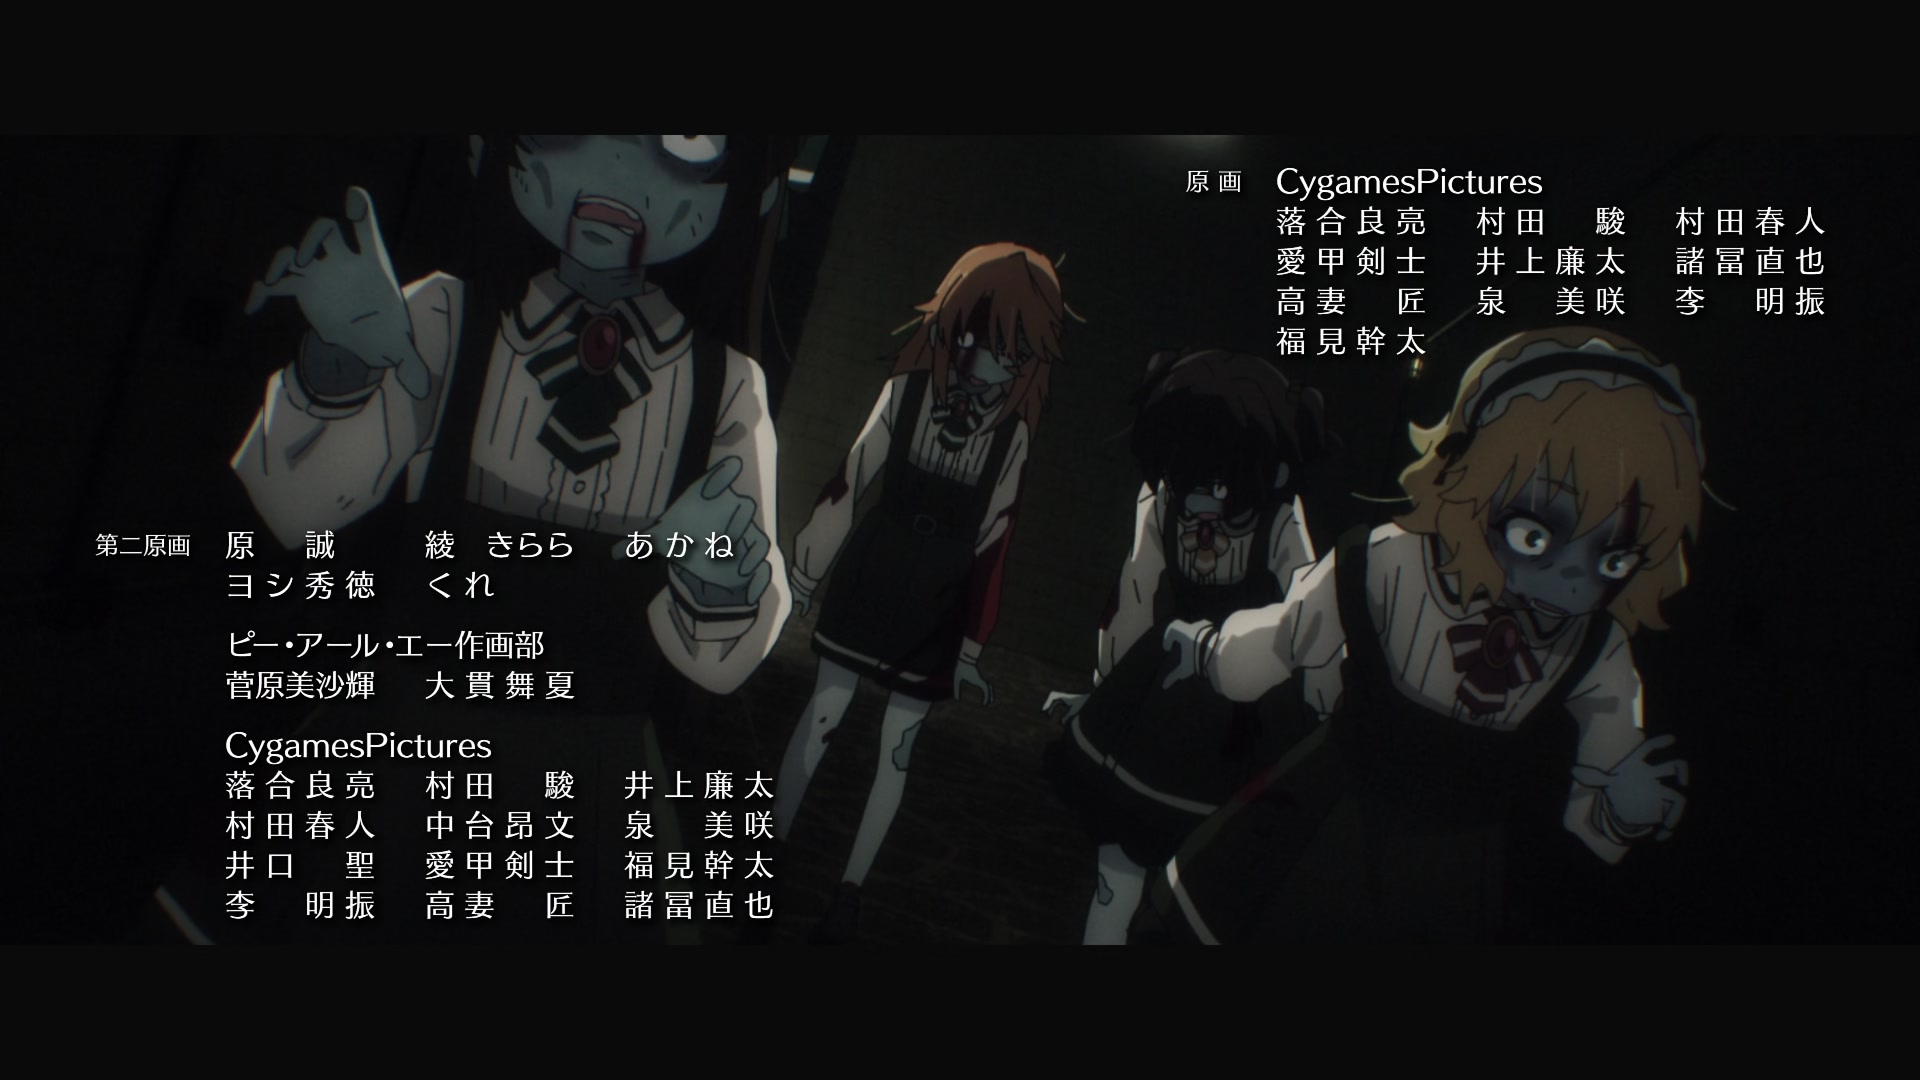 原画 CygamesPictures
落合良亮 村田 駿 村田春人
愛甲剣士 井上廉太 諸冨直也
高妻 匠 泉 美咲 李 明振
福見幹太
第二原画 原 誠 綾 きらら あかね
ヨシ秀徳 くれ
ピー・アール・エー作画部
菅原美沙輝 大貫舞夏
CygamesPictures
落合良亮 村田 駿 井上廉太
村田春人 中台昂文 泉 美咲
井口 聖 愛甲剣士 福見幹太
李 明振 高妻 匠 諸冨直也